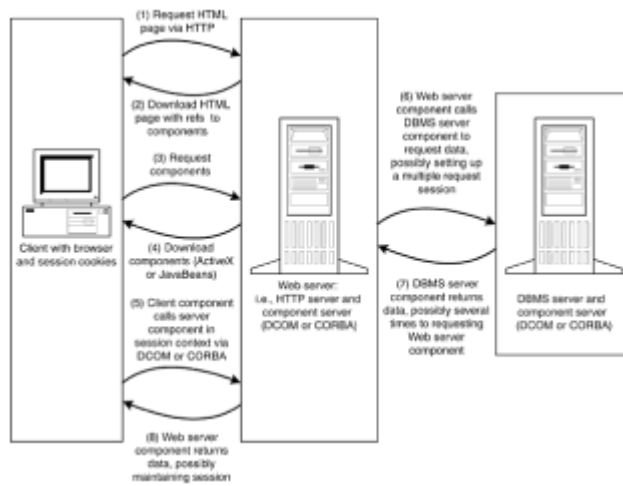 (1) Request HTML
page via HTTP
(2) Download HTML
page with refs to
components
(3) Request
components
(4) Download
components (ActiveX
or JavaBeans)
(5) Client component
calls server
component in
session context via
DCOM or CORBA
(8) Web server
component returns
data, possibly
maintaining session
Client with browser
and session cookies
Web server:
i.e., HTTP server and
component server
(DCOM or CORBA)
(6) Web server
component calls
DBMS server
component to
request data,
possibly setting up
a multiple request
session
(7) DBMS server
component returns
data, possibly several
times to requesting
Web server
component
DBMS server and
component server
(DCOM or CORBA)